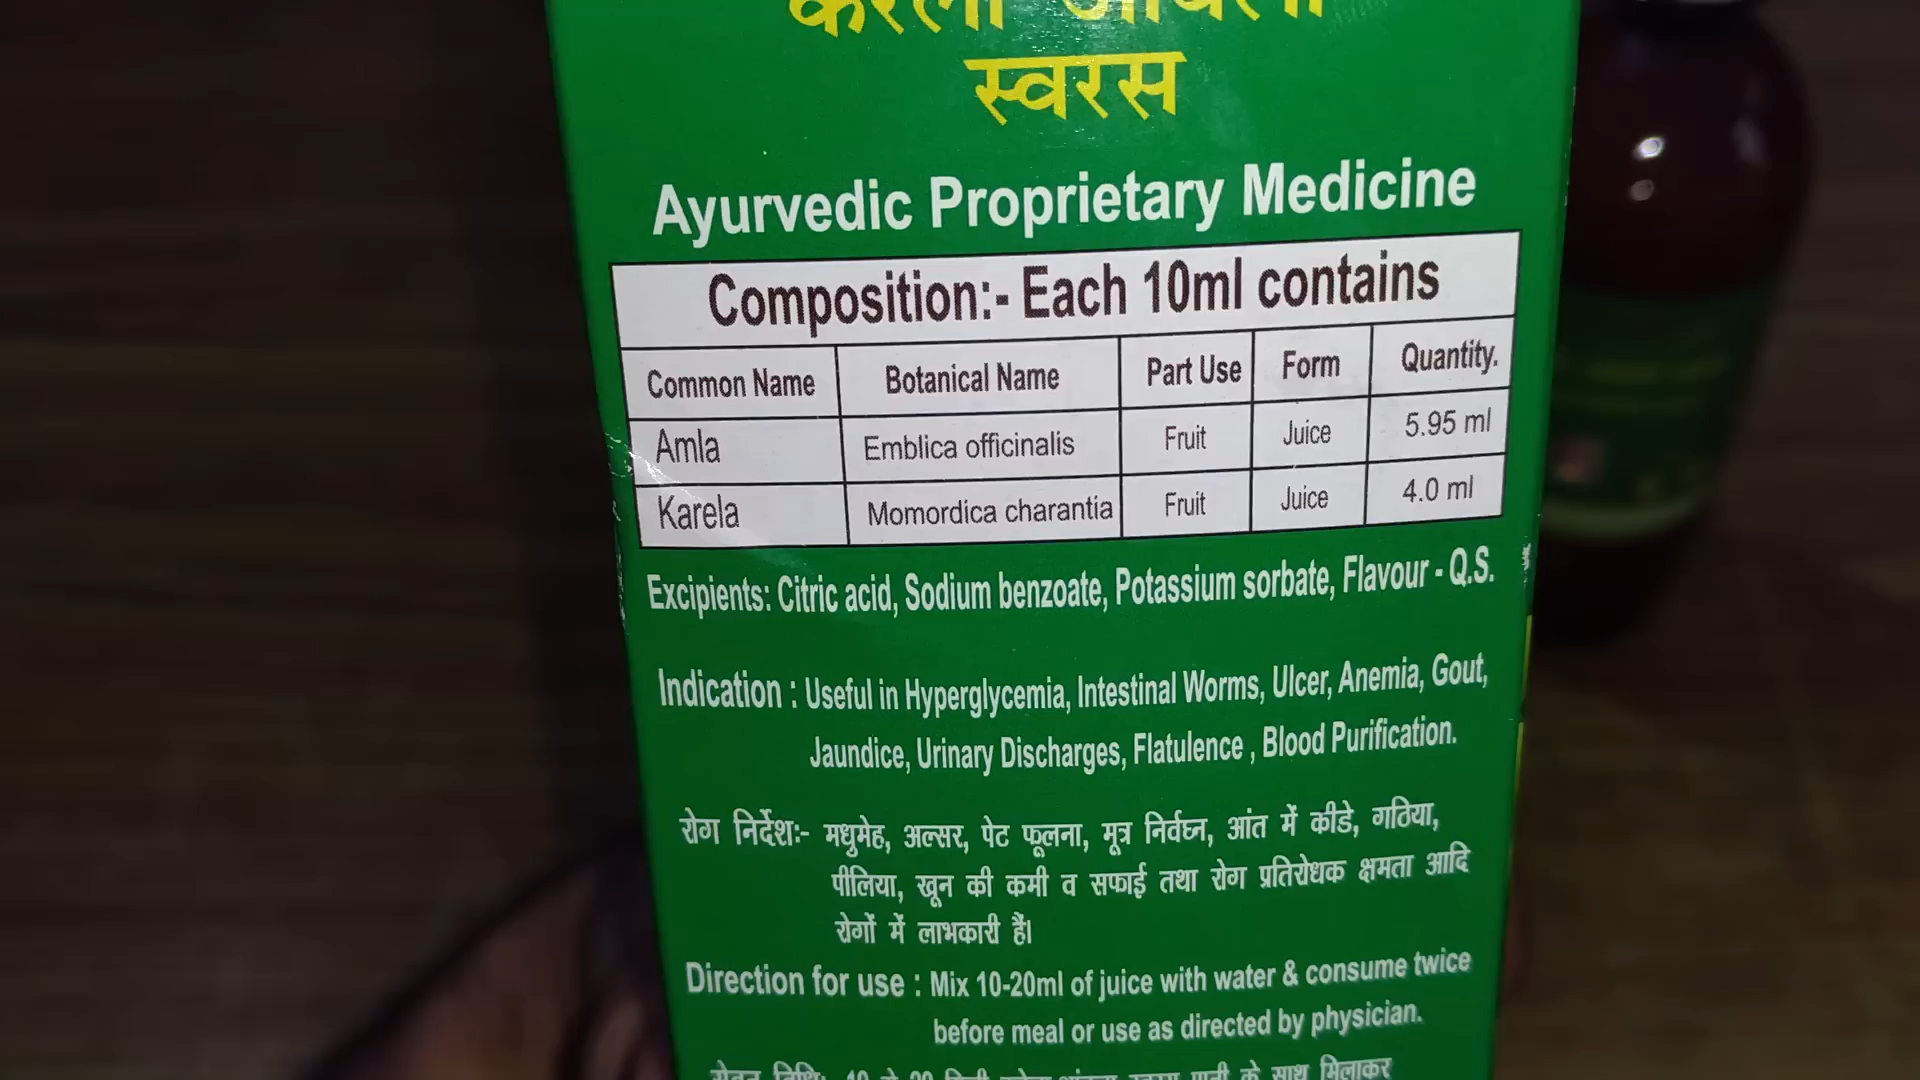 करेला आंवला
स्वरस
Ayurvedic Proprietary Medicine
Composition:- Each 10ml contains
Common Name Botanical Name Part Use Form Quantity.
Amla Emblica officinalis Fruit Juice 5.95 ml
Karela Momordica charantia Fruit Juice 4.0 ml
Excipients: Citric acid, Sodium benzoate, Potassium sorbate, Flavour - Q.S.
Indication : Useful in Hyperglycemia, Intestinal Worms, Ulcer, Anemia, Gout,
Jaundice, Urinary Discharges, Flatulence , Blood Purification.
रोग निर्देशः- मधुमेह, अल्सर, पेट फूलना, मूत्र निर्वघ्न, आंत में कीडे, गठिया,
पीलिया, खून की कमी व सफाई तथा रोग प्रतिरोधक क्षमता आदि
रोगों में लाभकारी हैं।
Direction for use : Mix 10-20ml of juice with water & consume twice
before meal or use as directed by physician.
के साथ मिलाकर